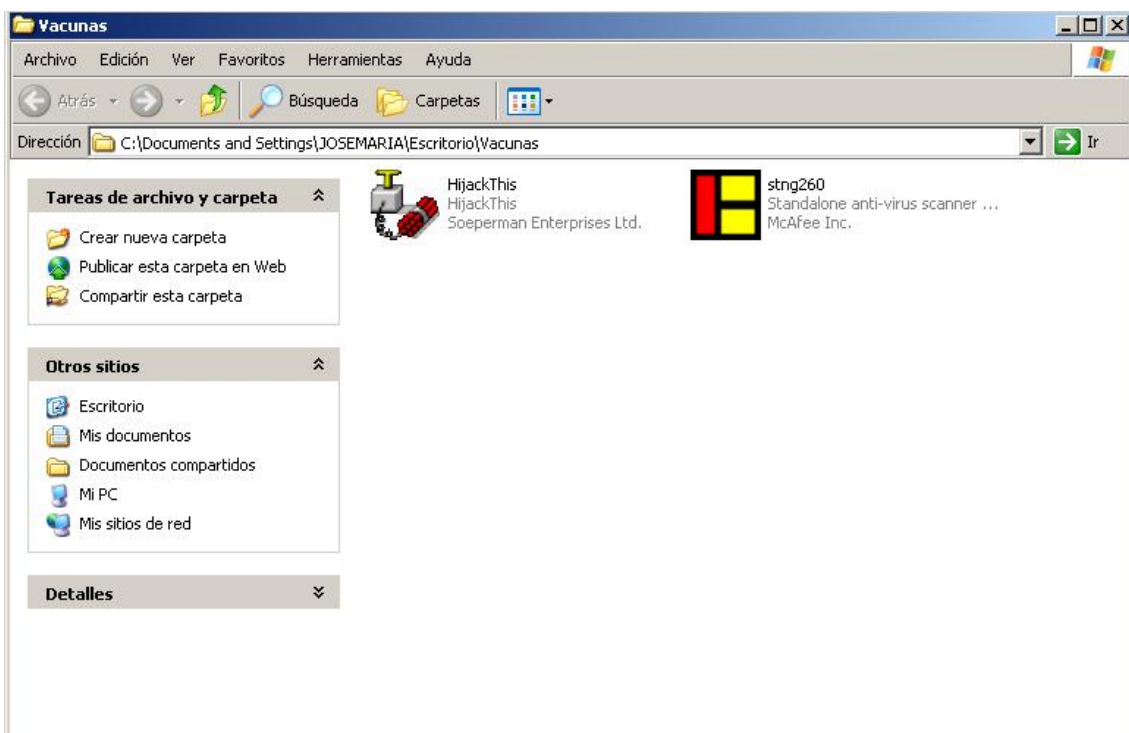 Vacunas
Archivo Edición Ver Favoritos Herramientas Ayuda
Atrás Búsqueda Carpetas
Dirección C:\Documents and Settings\JOSEMARIA\Escritorio\Vacunas Ir
Tareas de archivo y carpeta
Crear nueva carpeta
Publicar esta carpeta en Web
Compartir esta carpeta
Otros sitios
Escritorio
Mis documentos
Documentos compartidos
Mi PC
Mis sitios de red
Detalles
HijackThis
HijackThis
Soeperman Enterprises Ltd.
stng260
Standalone anti-virus scanner ...
McAfee Inc.